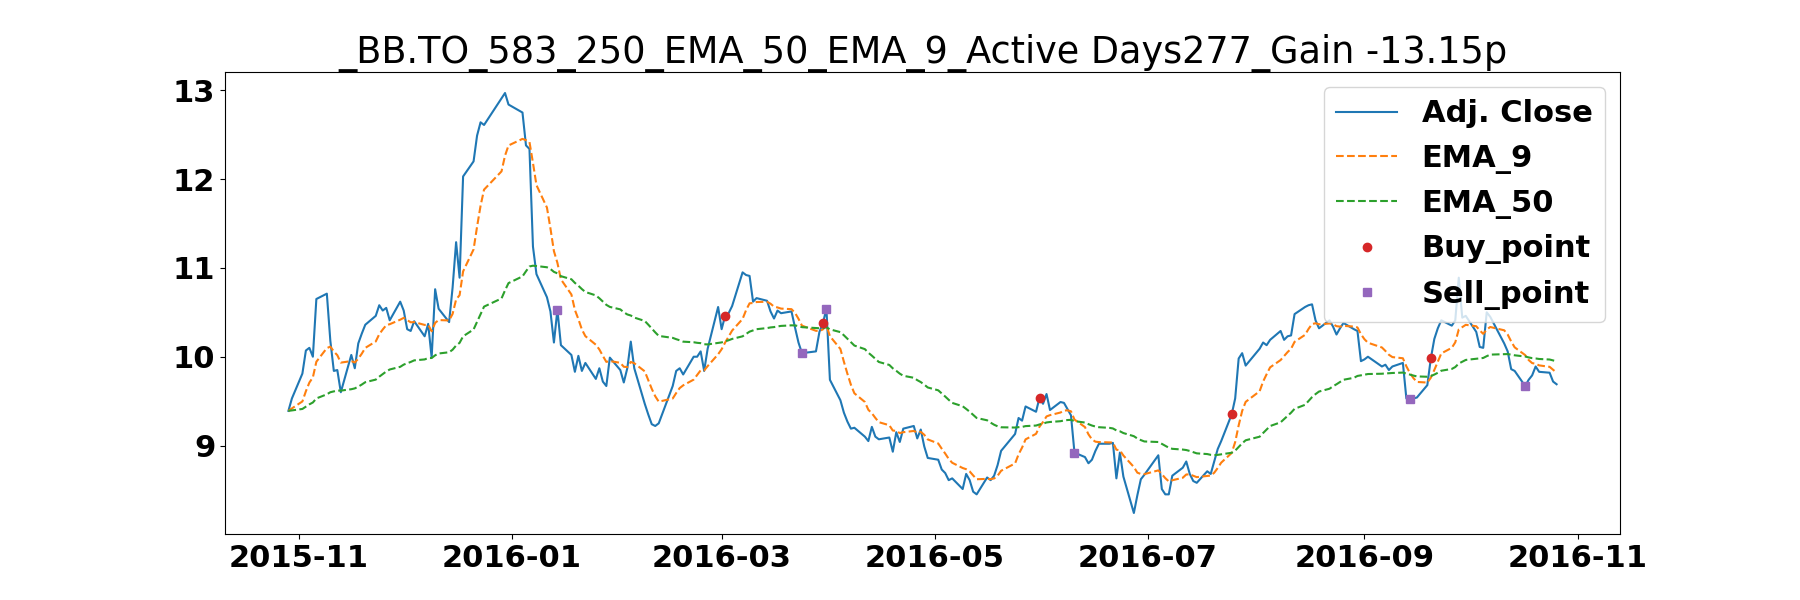 _BB.TO_583_250_EMA_50_EMA_9_Active Days277_Gain -13.15p
13
12
11
10
9
Adj. Close
EMA_9
EMA_50
Buy_point
Sell_point
2015-11 2016-01 2016-03 2016-05 2016-07 2016-09 2016-11